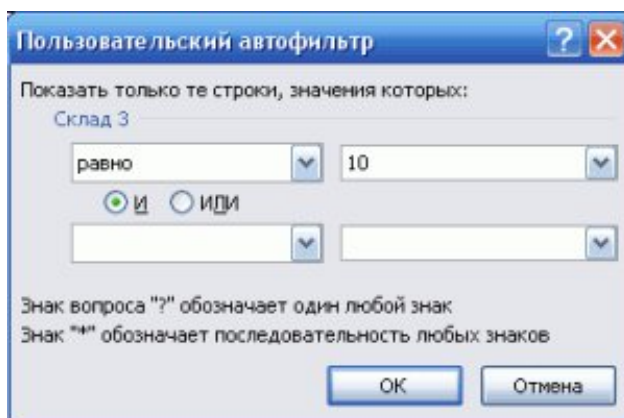 Пользовательский автофильтр
Показать только те строки, значения которых:
Склад 3
равно 10
И ИЛИ
Знак вопроса "?" обозначает один любой знак
Знак "*" обозначает последовательность любых знаков
ОК Отмена